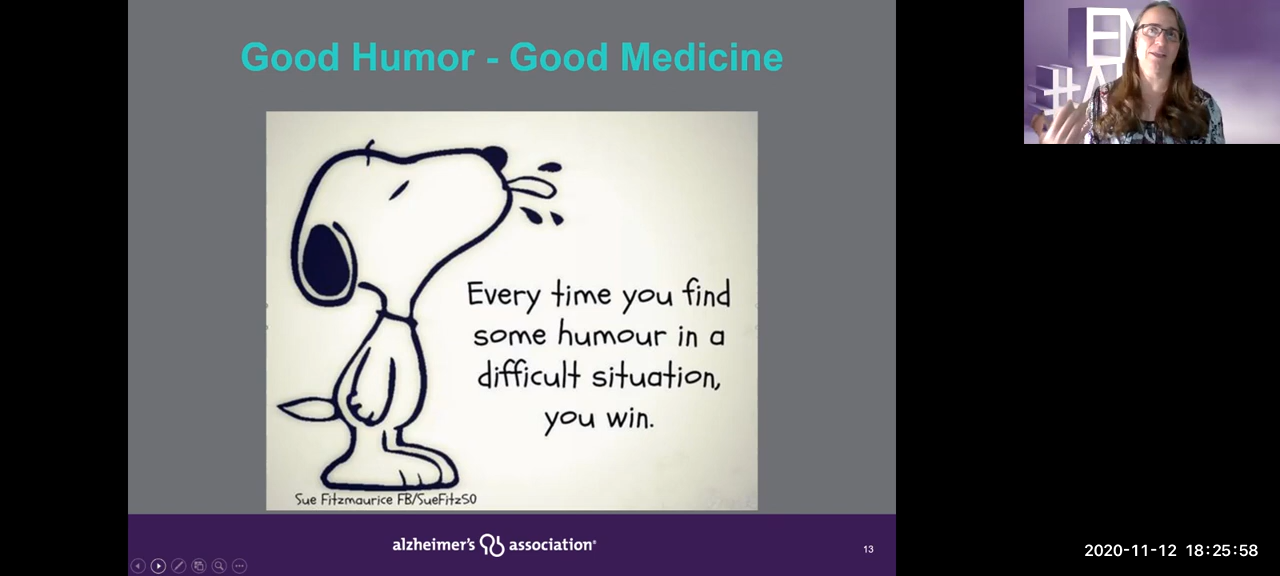 Good Humor - Good Medicine
Every time you find
some humour in a
difficult situation,
you win.
Sue Fitzmaurice FB/SueFitz50
alzheimer's association®
13
EN
2020-11-12 18:25:58